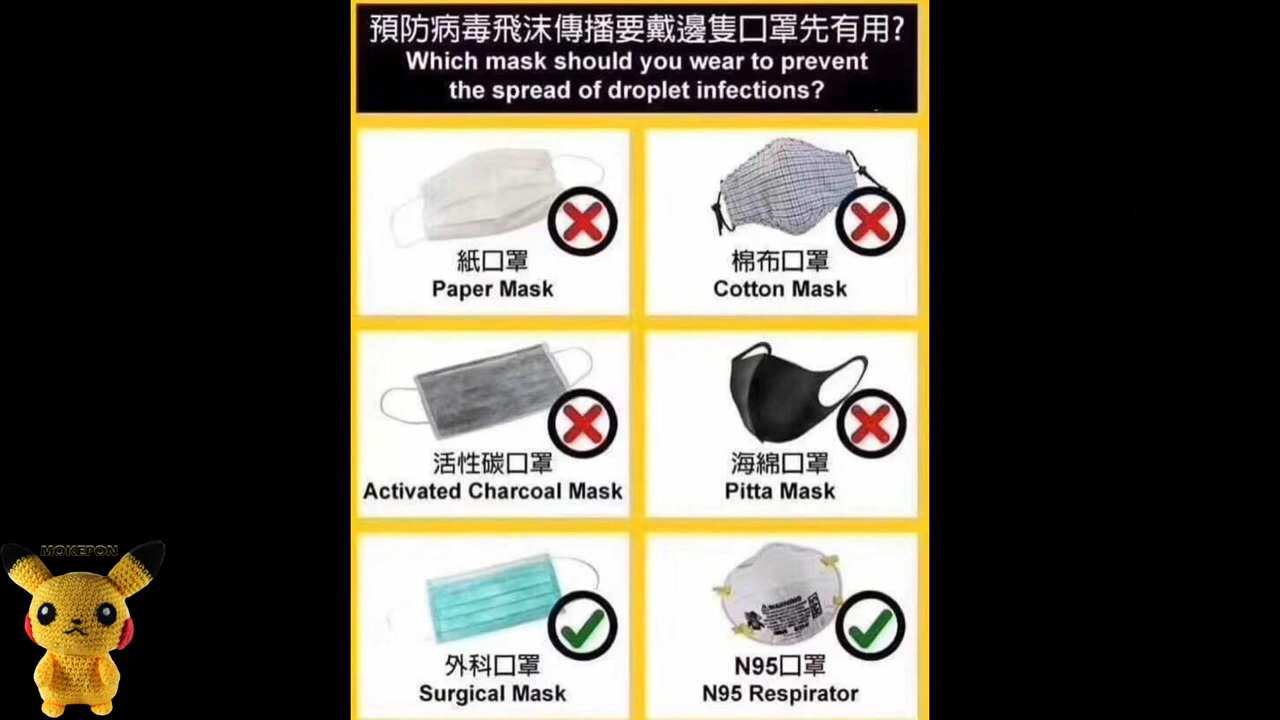 預防病毒飛沫傳播要戴邊隻口罩先有用?
Which mask should you wear to prevent
the spread of droplet infections?
紙口罩
Paper Mask
棉布口罩
Cotton Mask
活性碳口罩
Activated Charcoal Mask
海綿口罩
Pitta Mask
外科口罩
Surgical Mask
WARNING
N95口罩
N95 Respirator
MOKEPON